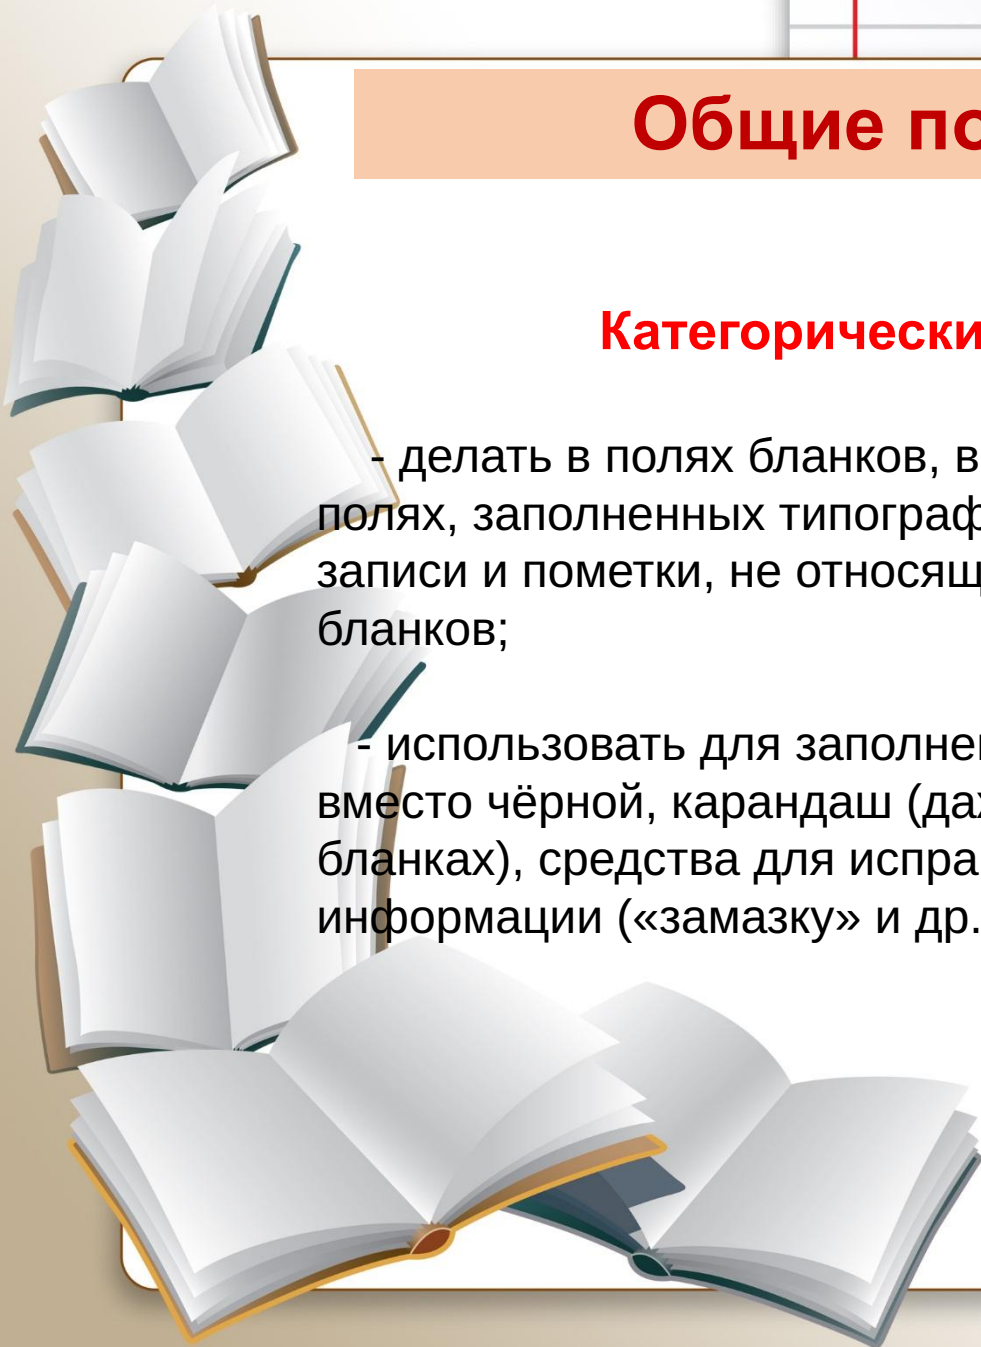 Общие по
Категорически
- делать в полях бланков, в
полях, заполненных типограф
записи и пометки, не относящ
бланков;
- использовать для заполне
вместо чёрной, карандаш (да
бланках), средства для испра
информации («замазку» и др.